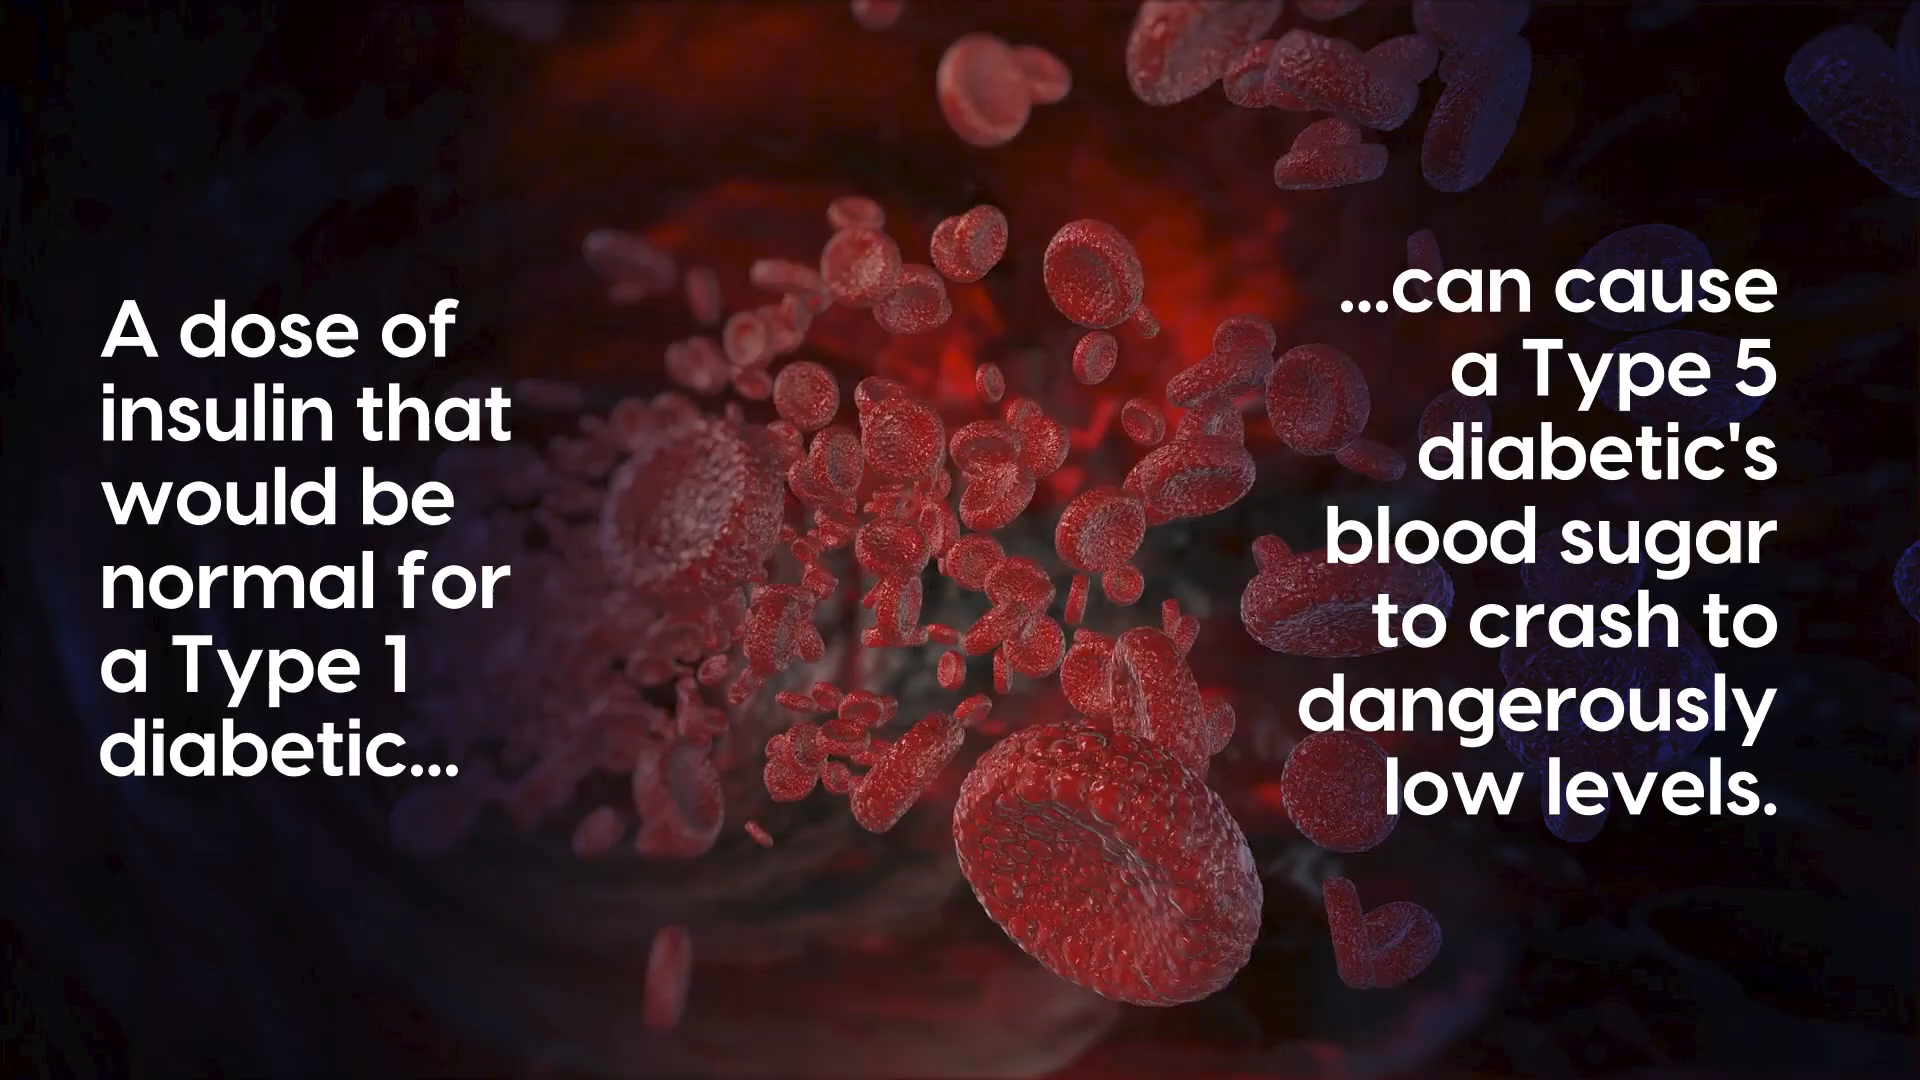 A dose of
insulin that
would be
normal for
a Type 1
diabetic...
...can cause
a Type 5
diabetic's
blood sugar
to crash to
dangerously
low levels.